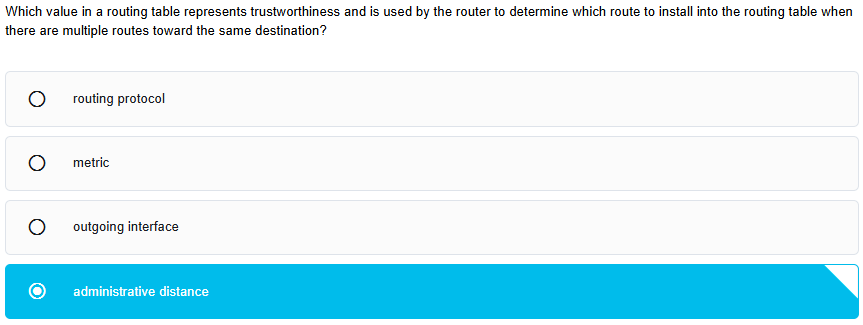 Which value in a routing table represents trustworthiness and is used by the router to determine which route to install into the routing table when
there are multiple routes toward the same destination?
routing protocol
metric
outgoing interface
administrative distance